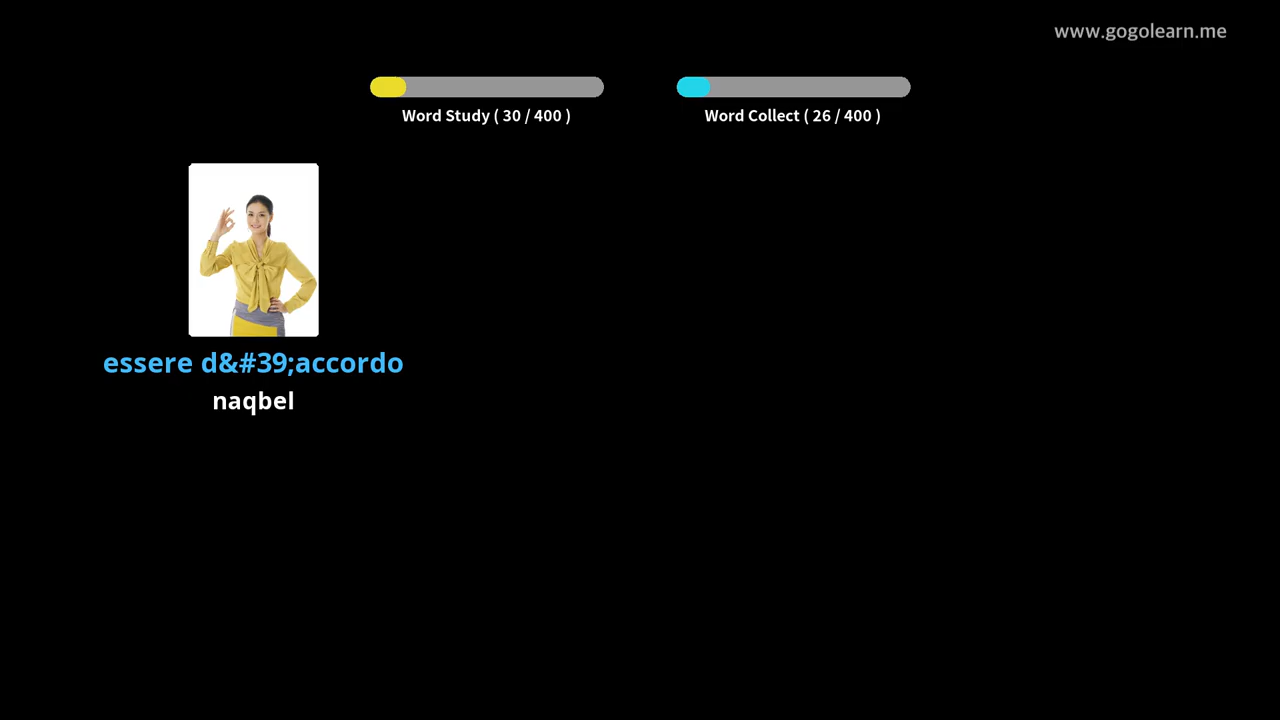 www.gogolearn.me
Word Study ( 30 / 400 )
Word Collect ( 26 / 400 )
essere d&#39;accordo
naqbel